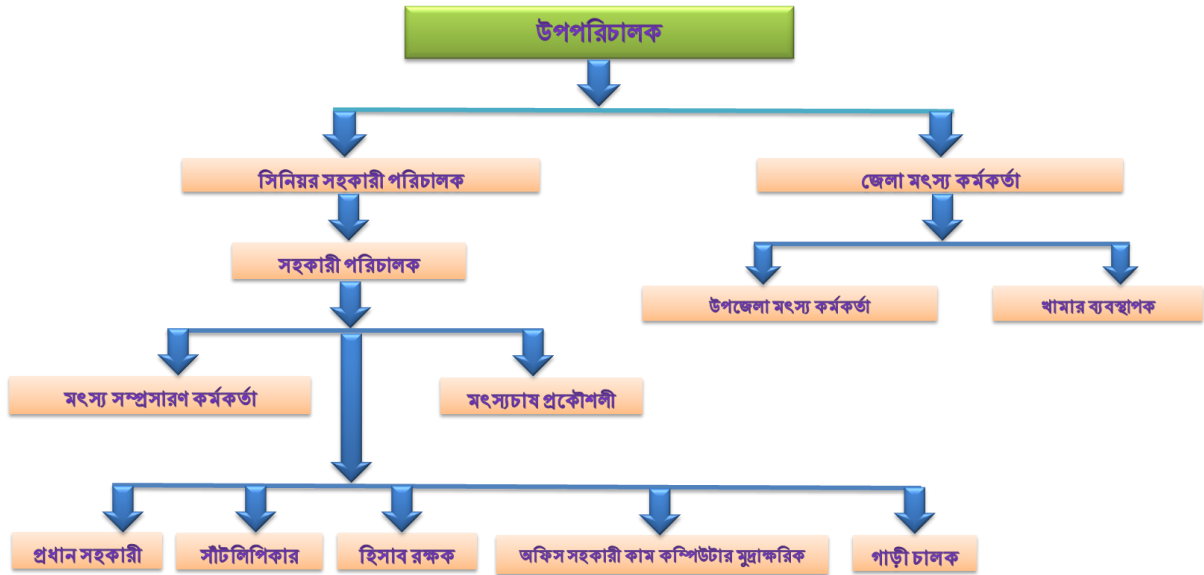 উপপরিচালক
সিনিয়র সহকারী পরিচালক
জেলা মৎস্য কর্মকর্তা
সহকারী পরিচালক
উপজেলা মৎস্য কর্মকর্তা
খামার ব্যবস্থাপক
মৎস্য সম্প্রসারণ কর্মকর্তা
মৎস্যচাষ প্রকৌশলী
প্রধান সহকারী
সাঁটলিপিকার
হিসাব রক্ষক
অফিস সহকারী কাম কম্পিউটার মুদ্রাক্ষরিক
গাড়ী চালক